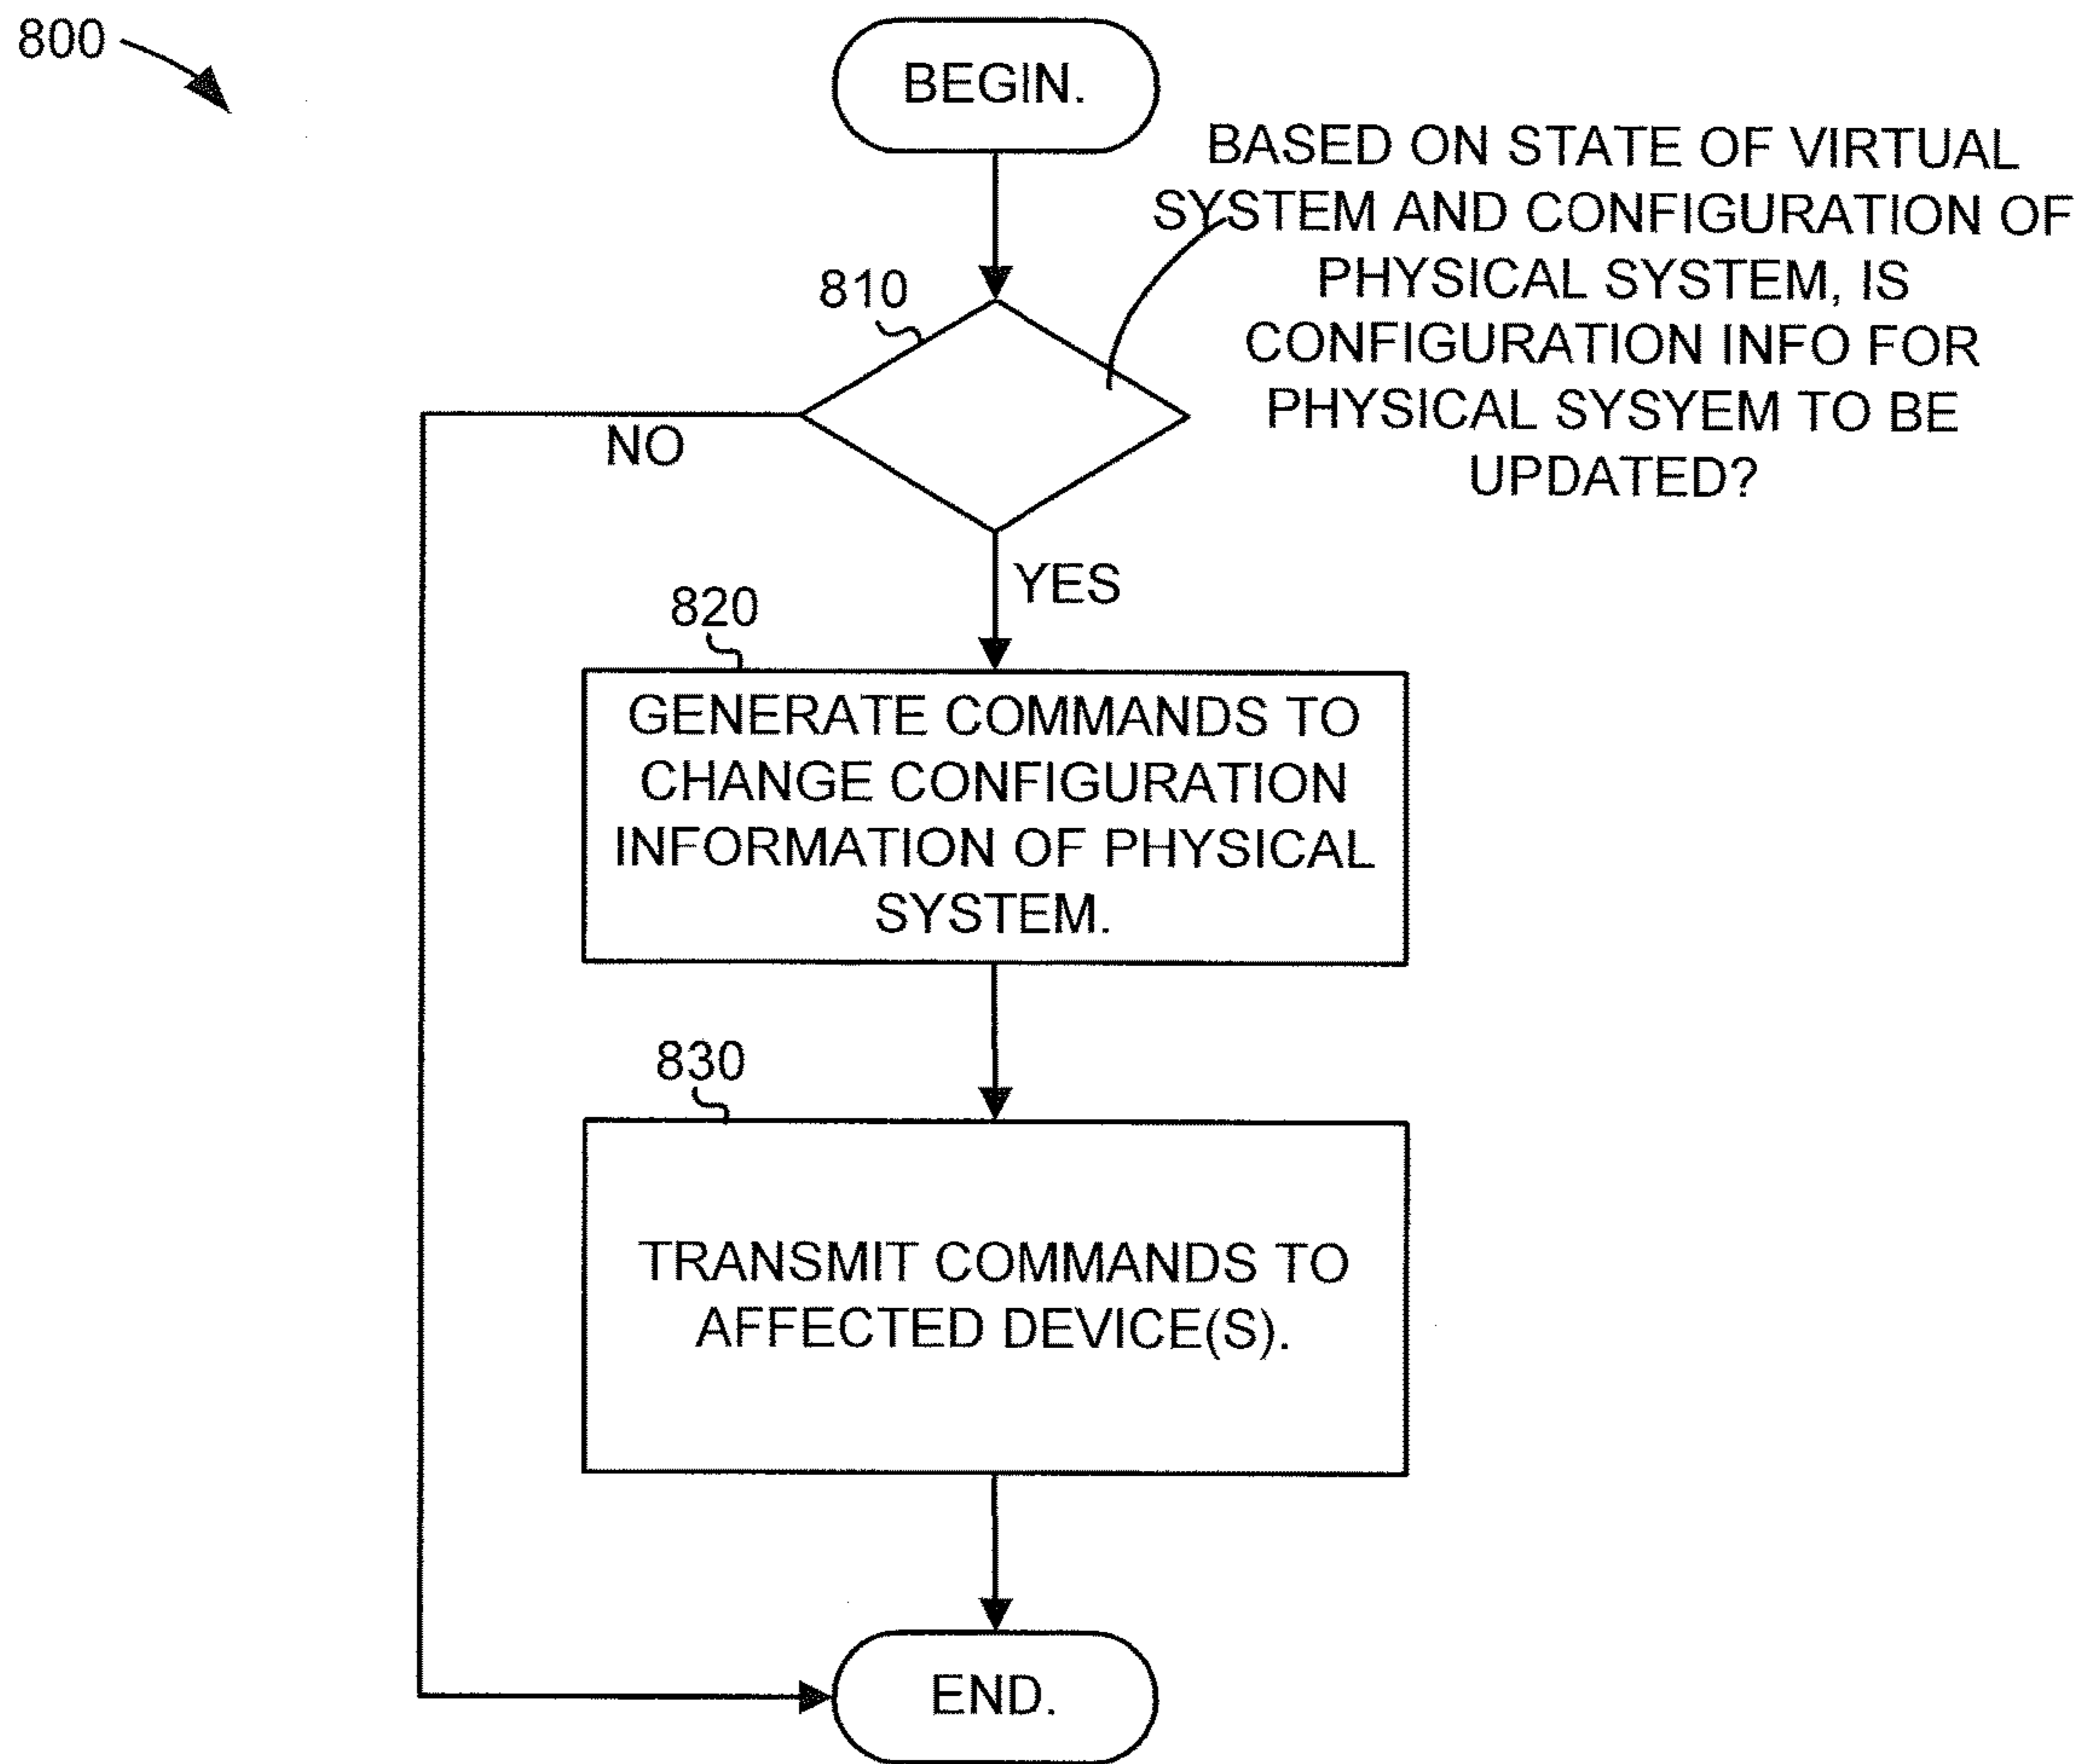 800
BEGIN.
BASED ON STATE OF VIRTUAL
SYSTEM AND CONFIGURATION OF
PHYSICAL SYSTEM, IS
CONFIGURATION INFO FOR
PHYSICAL SYSYEM TO BE
UPDATED?
810
NO
YES
820
GENERATE COMMANDS TO
CHANGE CONFIGURATION
INFORMATION OF PHYSICAL
SYSTEM.
830
TRANSMIT COMMANDS TO
AFFECTED DEVICE(S).
END.